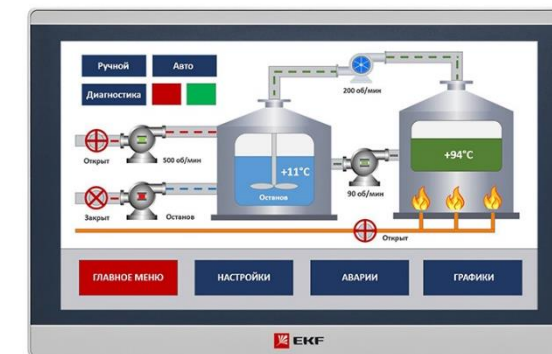 Ручной
Авто
Диагностика
200 об/мин
Открыт
500 об/мин
+11°C
+94°C
Закрыт
Останов
Останов
90 об/мин
Открыт
ГЛАВНОЕ МЕНЮ
НАСТРОЙКИ
АВАРИИ
ГРАФИКИ
EKF